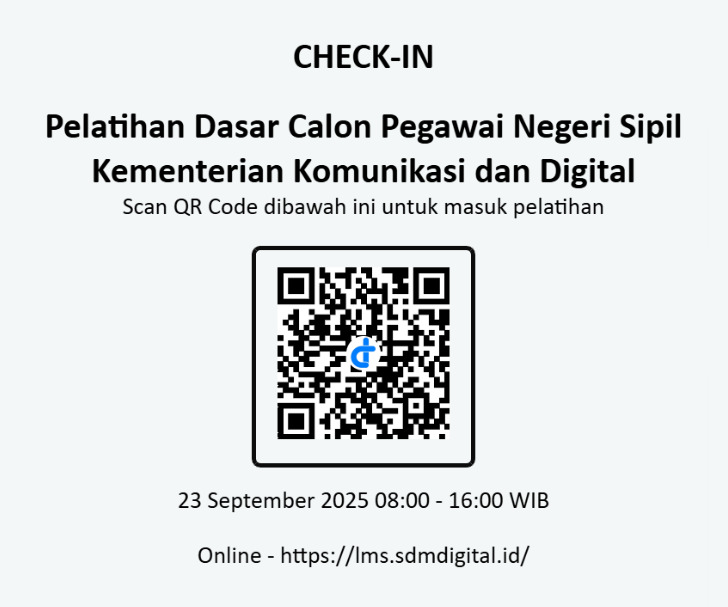 CHECK-IN
Pelatihan Dasar Calon Pegawai Negeri Sipil
Kementerian Komunikasi dan Digital
Scan QR Code dibawah ini untuk masuk pelatihan
23 September 2025 08:00 - 16:00 WIB
Online - https://lms.sdmdigital.id/